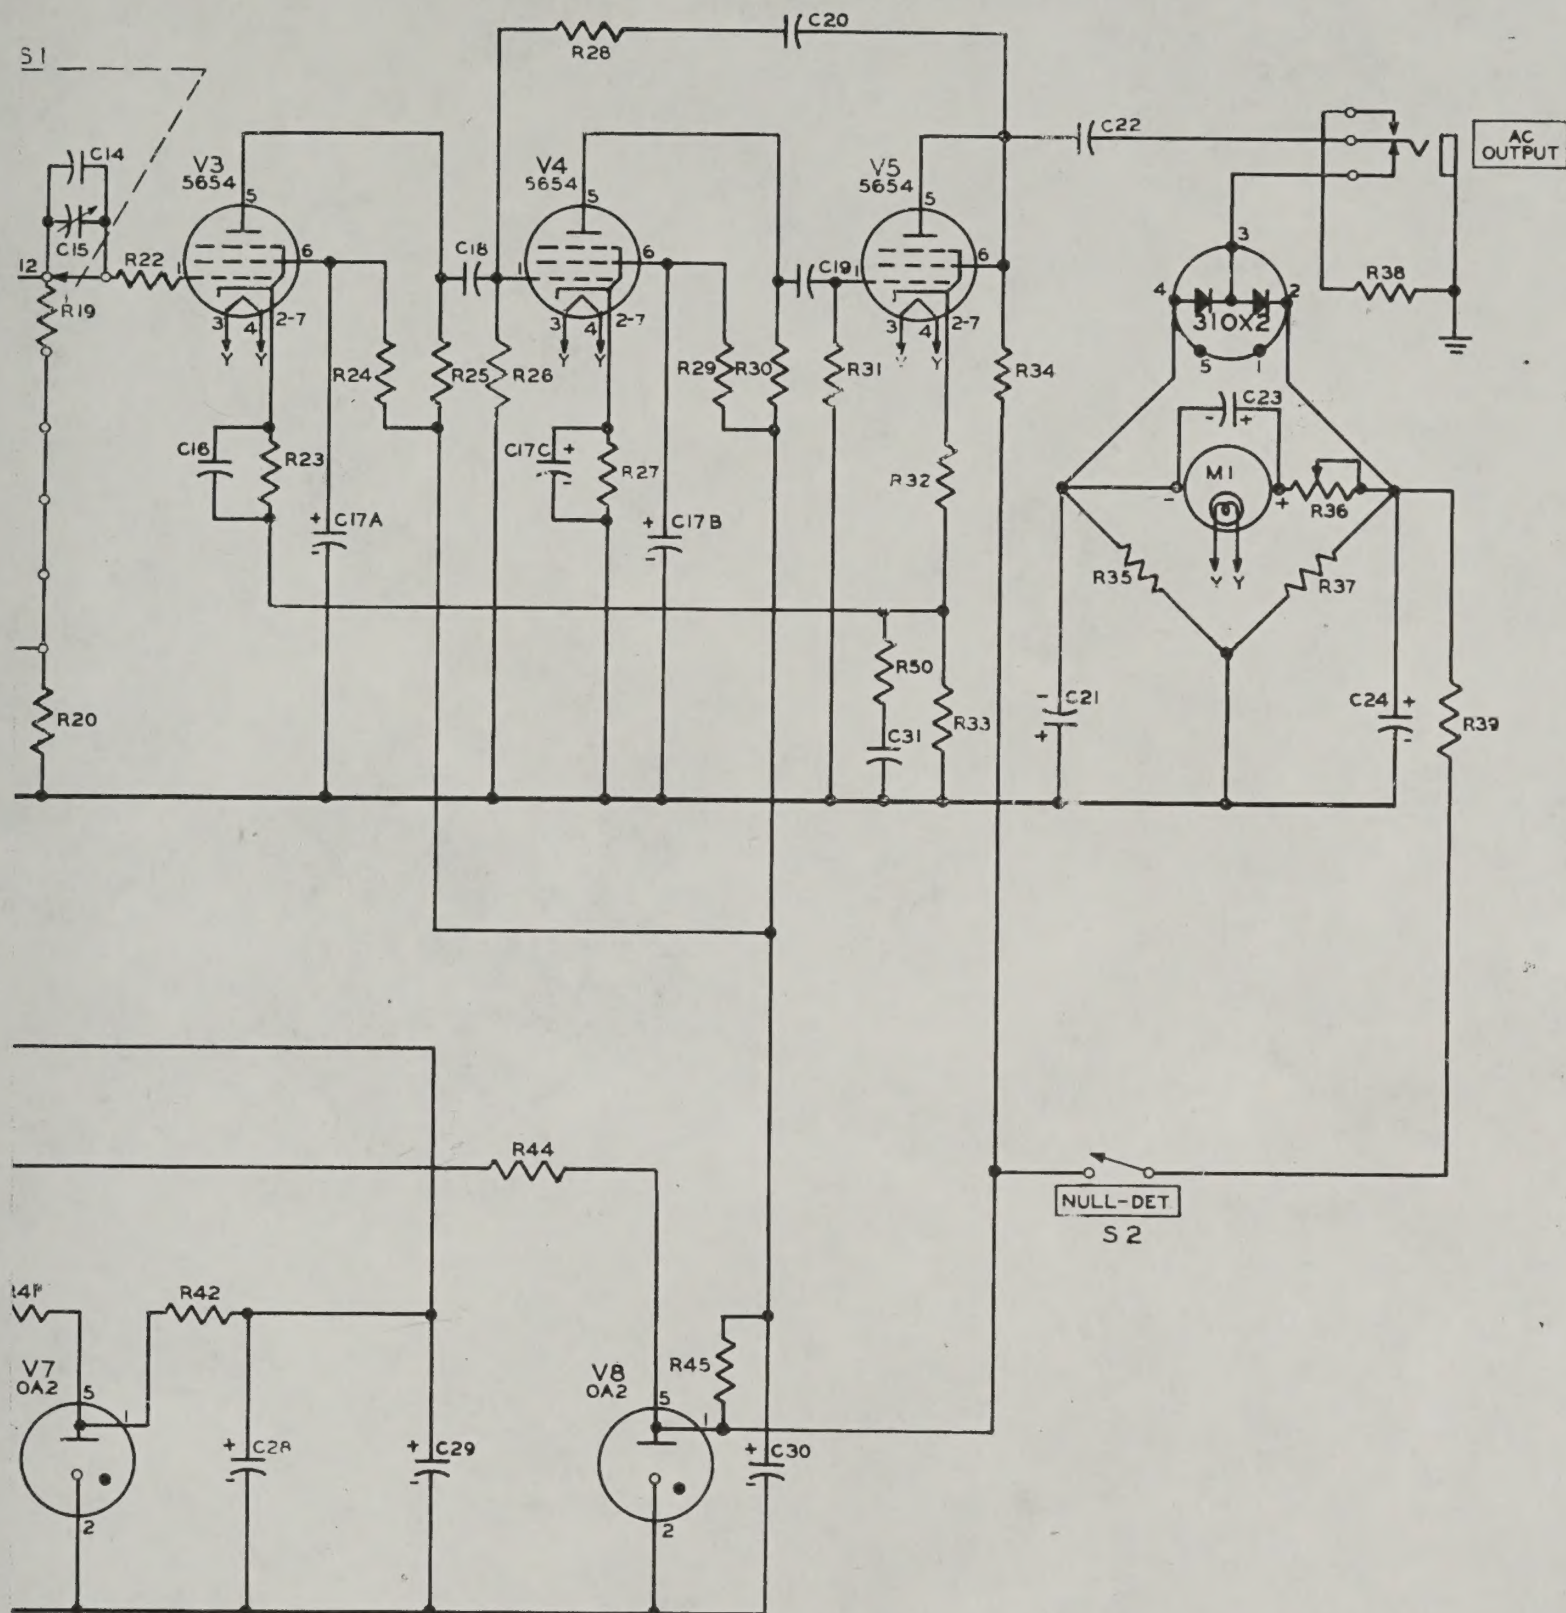 C20
R28
S1
C22
AC
OUTPUT
C14
V3
5654
V4
5654
V5
5654
5
5
5
C15
12
R22
1
6
C18
1
6
C19
1
6
3
R38
R19
3
4
2-7
3
4
2-7
3
4
2-7
4
2
310X2
Y
Y
Y
Y
Y
Y
5
1
R24
R25
R26
R29
R30
R31
R34
C23
-
+
C16
R23
C17C
+
-
R27
R32
M1
-
+
R36
+
C17A
-
+
C17B
-
R35
Y
Y
R37
R50
R20
-
C21
+
C31
R33
C24
+
-
R39
R44
NULL-DET.
S2
R42
V7
OA2
5
1
R45
V8
OA2
5
1
+
C28
-
+
C29
-
+
C30
-
2
2